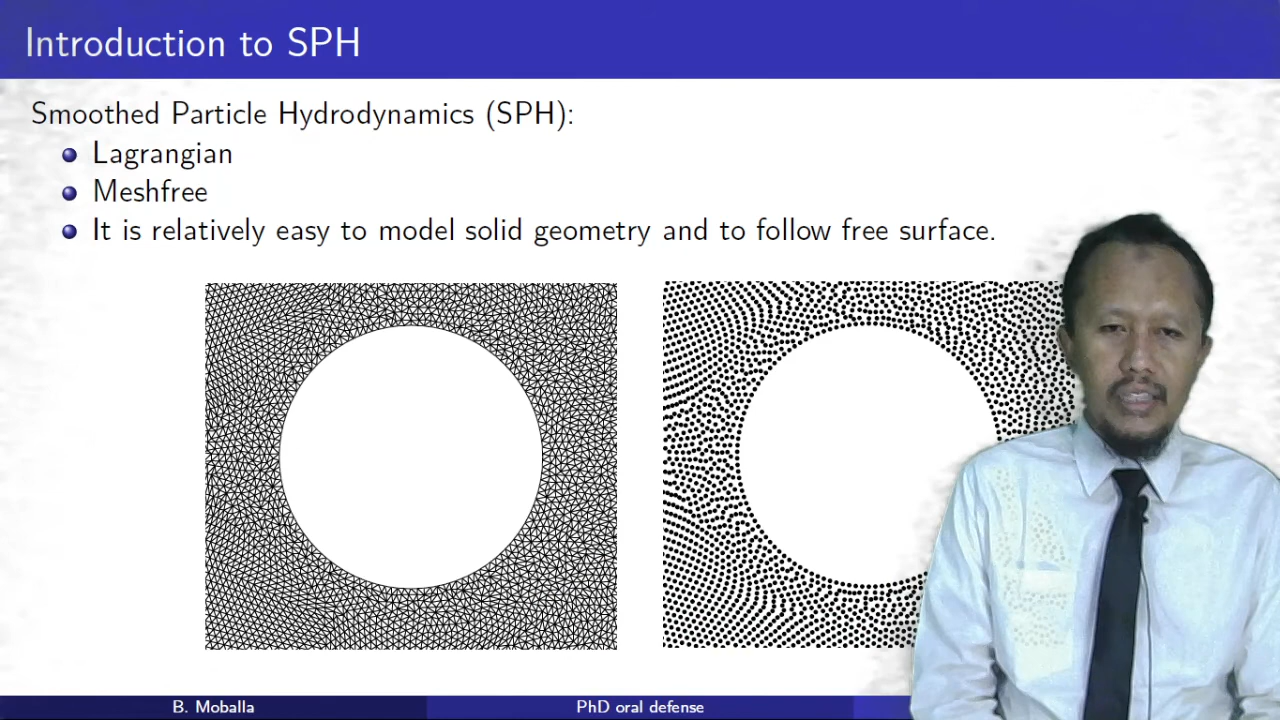 Introduction to SPH
Smoothed Particle Hydrodynamics (SPH):
Lagrangian
Meshfree
It is relatively easy to model solid geometry and to follow free surface.
B. Moballa
PhD oral defense